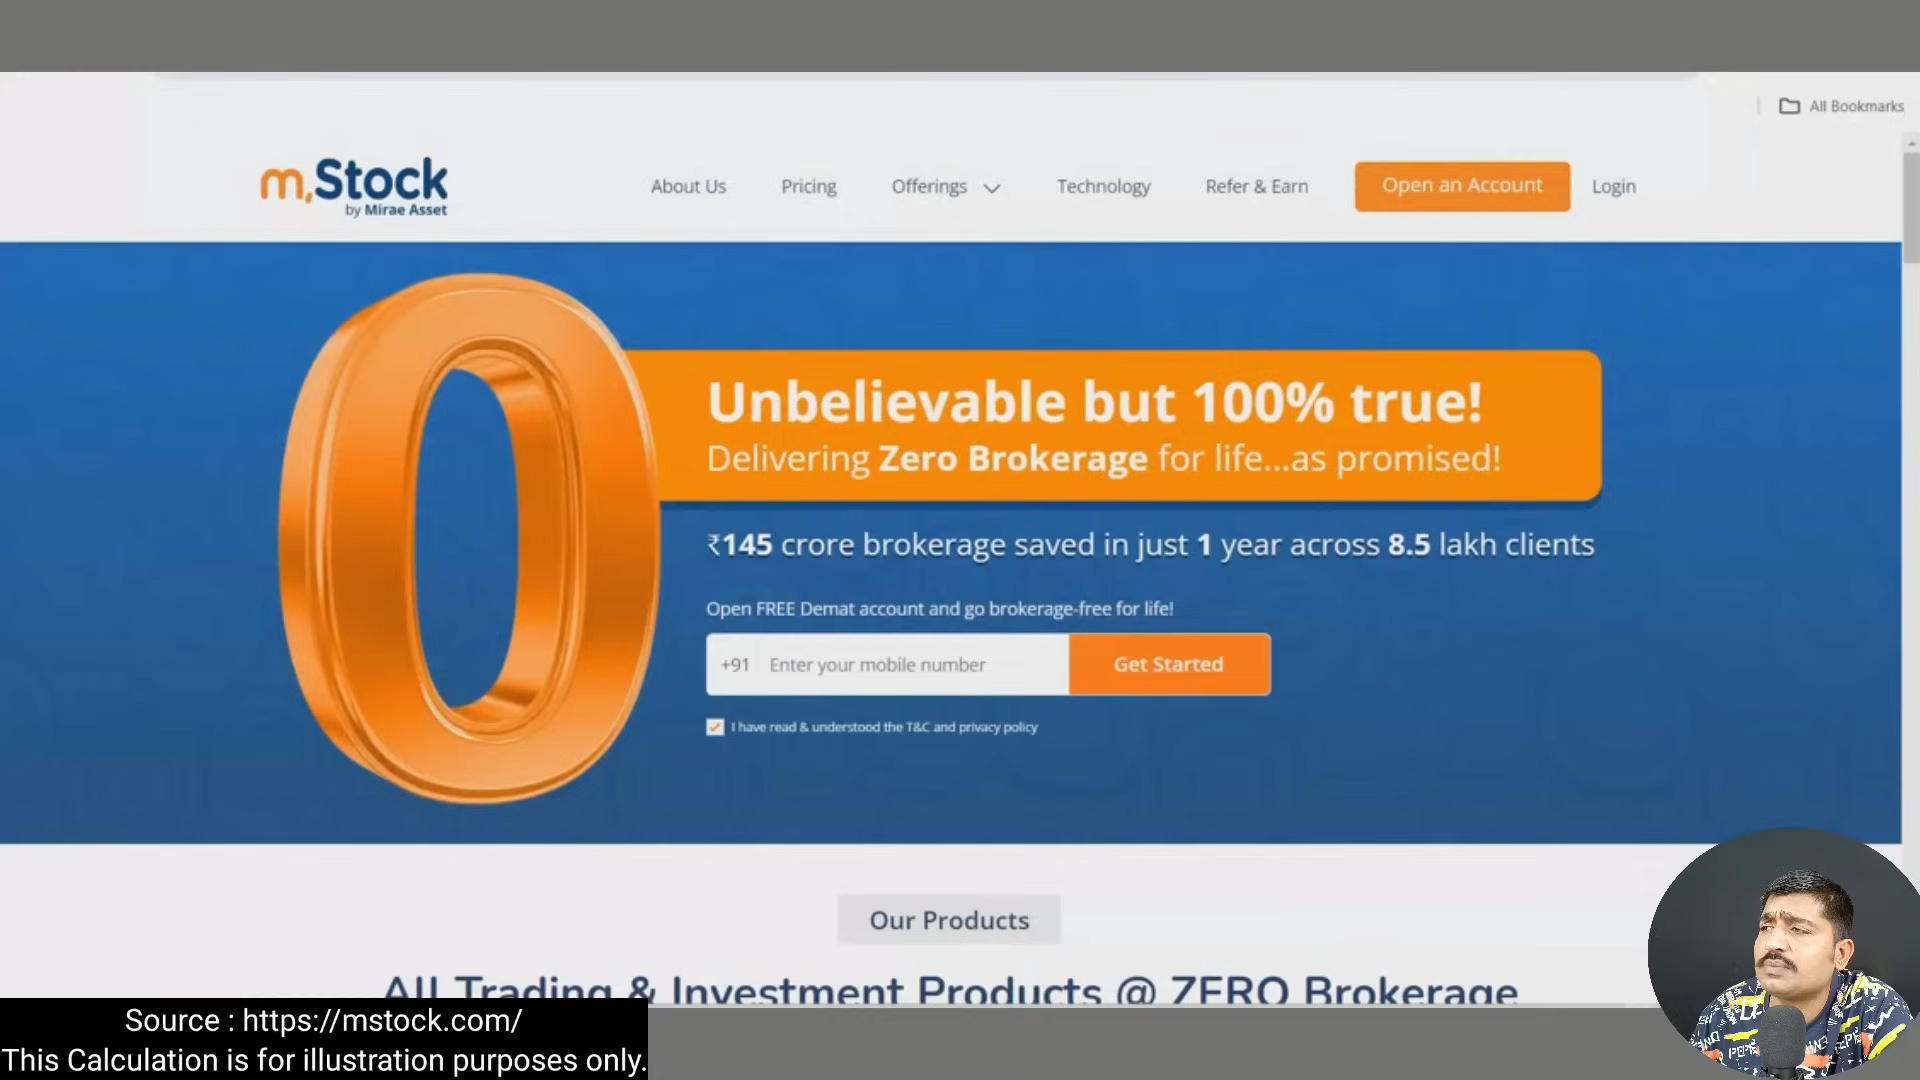 All Bookmarks
m.Stock
by Mirae Asset
About Us
Pricing
Offerings
Technology
Refer & Earn
Open an Account
Login
0
Unbelievable but 100% true!
Delivering Zero Brokerage for life...as promised!
₹145 crore brokerage saved in just 1 year across 8.5 lakh clients
Open FREE Demat account and go brokerage-free for life!
+91 Enter your mobile number
Get Started
I have read & understood the T&C and privacy policy
Our Products
All Trading & Investment Products @ ZERO Brokerage
Source : https://mstock.com/
This Calculation is for illustration purposes only.